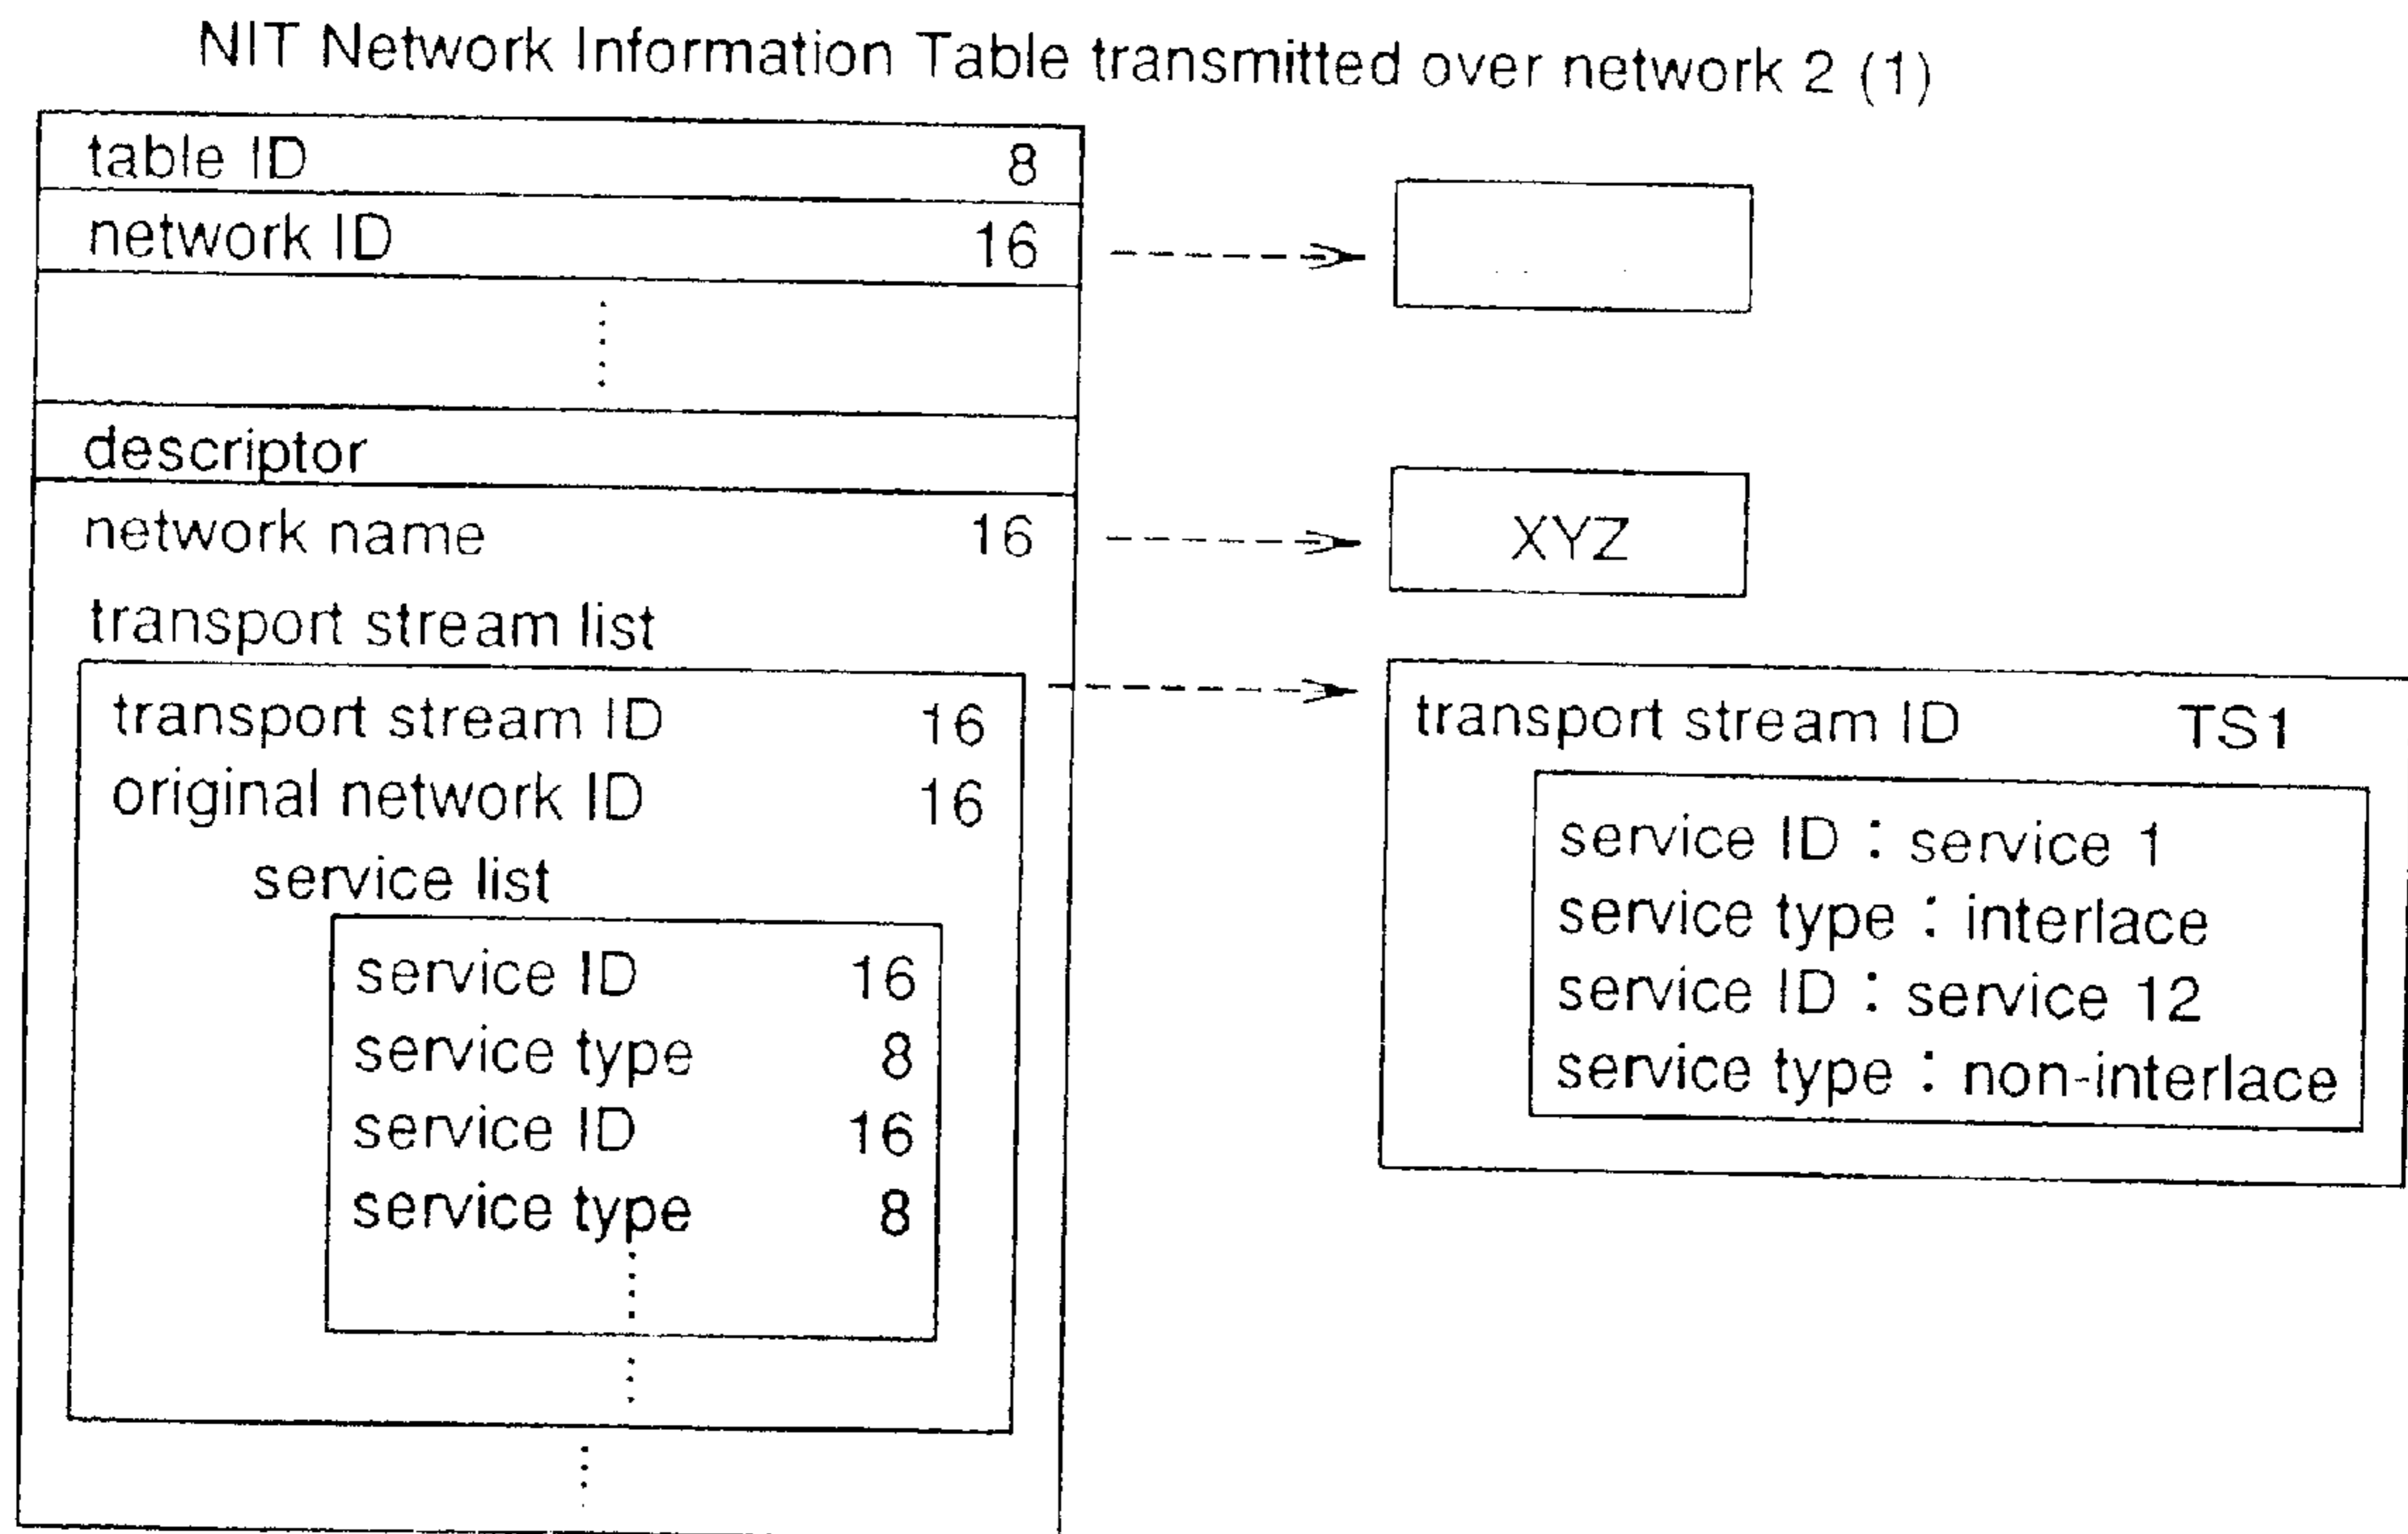 NIT Network Information Table transmitted over network 2 (1)
table ID 8
network ID 16
descriptor
network name 16
XYZ
transport stream list
transport stream ID 16
original network ID 16
service list
service ID 16
service type 8
service ID 16
service type 8
transport stream ID TS1
service ID : service 1
service type : interlace
service ID : service 12
service type : non-interlace